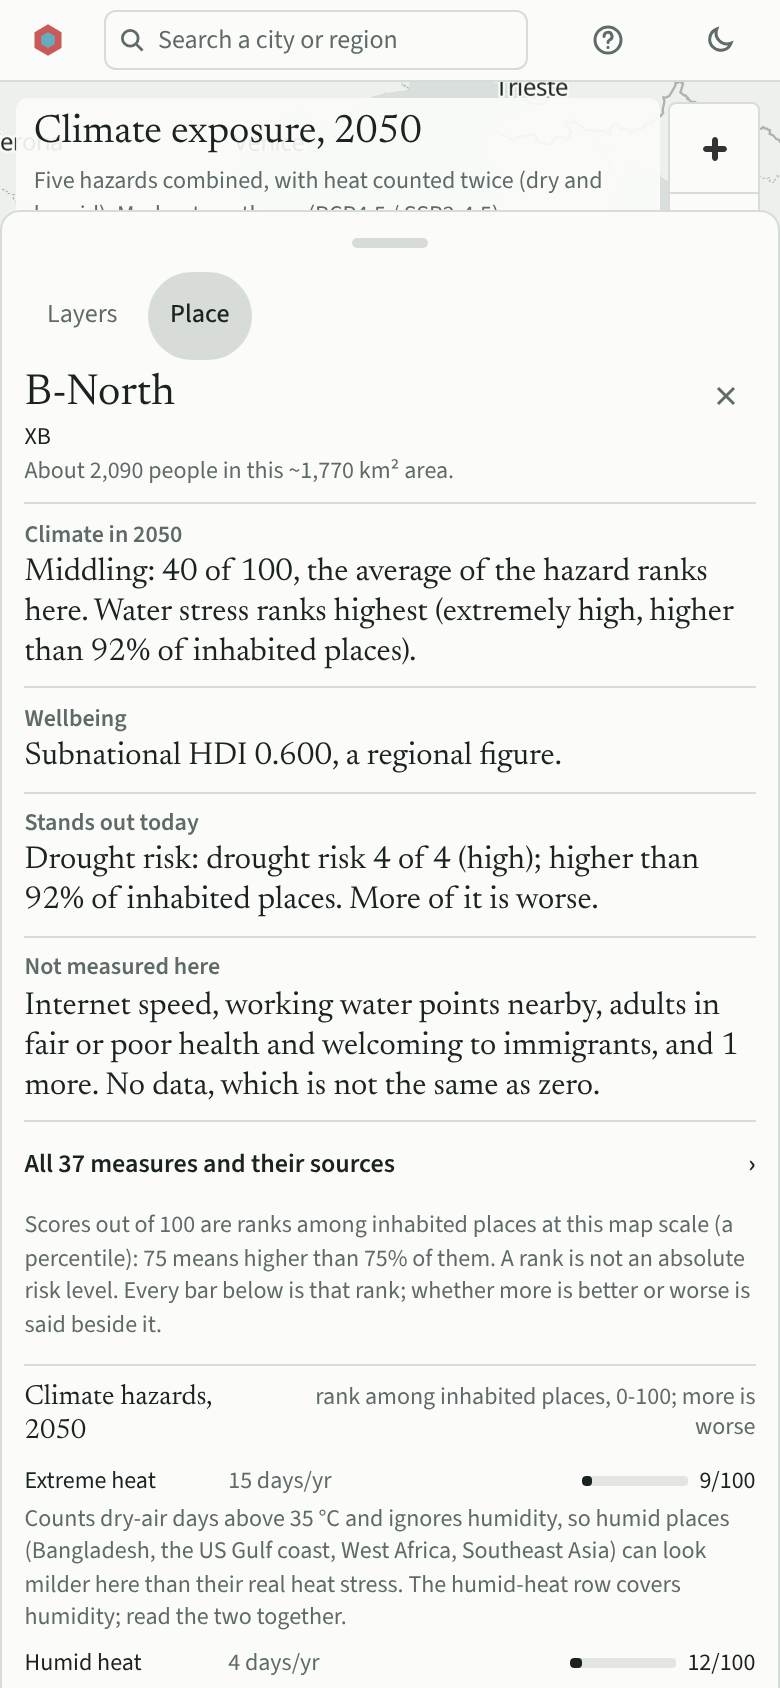 Search a city or region
Trieste
Climate exposure, 2050
Five hazards combined, with heat counted twice (dry and
B-North
Layers
Place
XB
About 2,090 people in this ~1,770 km² area.
Climate in 2050
Middling: 40 of 100, the average of the hazard ranks
here. Water stress ranks highest (extremely high, higher
than 92% of inhabited places).
Wellbeing
Subnational HDI 0.600, a regional figure.
Stands out today
Drought risk: drought risk 4 of 4 (high); higher than
92% of inhabited places. More of it is worse.
Not measured here
Internet speed, working water points nearby, adults in
fair or poor health and welcoming to immigrants, and 1
more. No data, which is not the same as zero.
All 37 measures and their sources ›
Scores out of 100 are ranks among inhabited places at this map scale (a
percentile): 75 means higher than 75% of them. A rank is not an absolute
risk level. Every bar below is that rank; whether more is better or worse is
said beside it.
Climate hazards,
2050
rank among inhabited places, 0-100; more is
worse
Extreme heat 15 days/yr 9/100
Counts dry-air days above 35 °C and ignores humidity, so humid places
(Bangladesh, the US Gulf coast, West Africa, Southeast Asia) can look
milder here than their real heat stress. The humid-heat row covers
humidity; read the two together.
Humid heat 4 days/yr 12/100